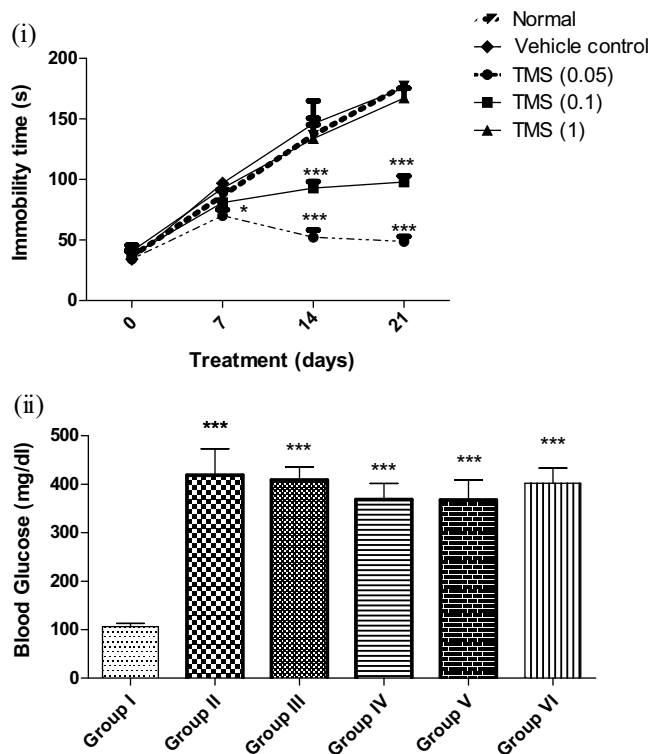 (i)
Normal
Vehicle control
TMS (0.05)
TMS (0.1)
TMS (1)
Immobility time (s)
200
150
100
50
0
***
***
*
***
***
0
7
14
21
Treatment (days)
(ii)
Blood Glucose (mg/dl)
500
400
300
200
100
0
***
***
***
***
***
Group I
Group II
Group III
Group IV
Group V
Group VI